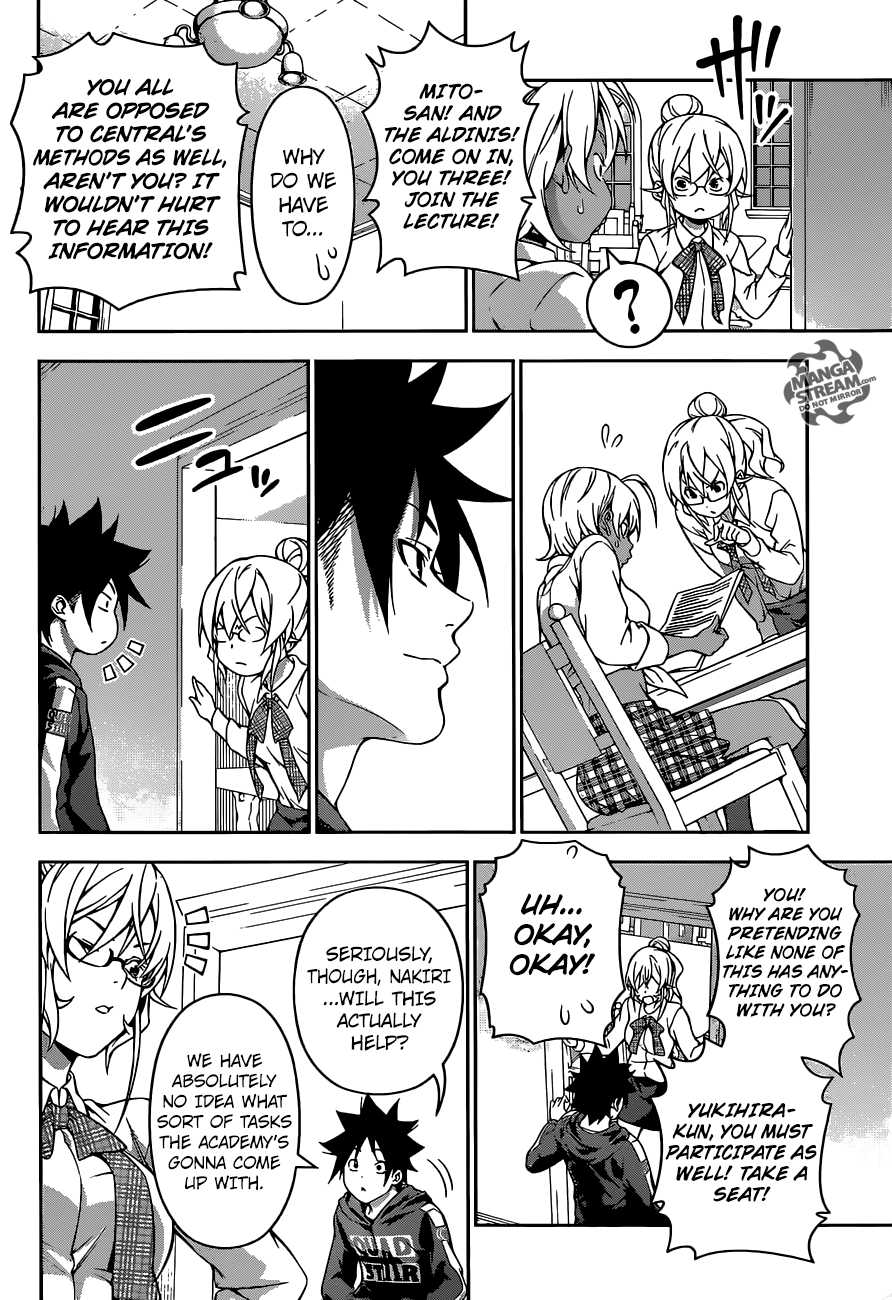 MITO-
SAN! AND
THE ALDINIS!
COME ON IN,
YOU THREE!
JOIN THE
LECTURE!
?
WHY
DO WE
HAVE
TO...
YOU ALL
ARE OPPOSED
TO CENTRAL'S
METHODS AS WELL,
AREN'T YOU? IT
WOULDN'T HURT
TO HEAR THIS
INFORMATION!
MANGA
STREAM.com
DO NOT MIRROR
QUAD
STAR
YOU!
WHY ARE YOU
PRETENDING
LIKE NONE OF
THIS HAS ANY-
THING TO DO
WITH YOU?
YUKIHIRA-
KUN, YOU MUST
PARTICIPATE AS
WELL! TAKE A
SEAT!
UH...
OKAY,
OKAY!
SERIOUSLY,
THOUGH, NAKIRI
...WILL THIS
ACTUALLY
HELP?
WE HAVE
ABSOLUTELY
NO IDEA WHAT
SORT OF TASKS
THE ACADEMY'S
GONNA COME
UP WITH.
QUAD
STAR